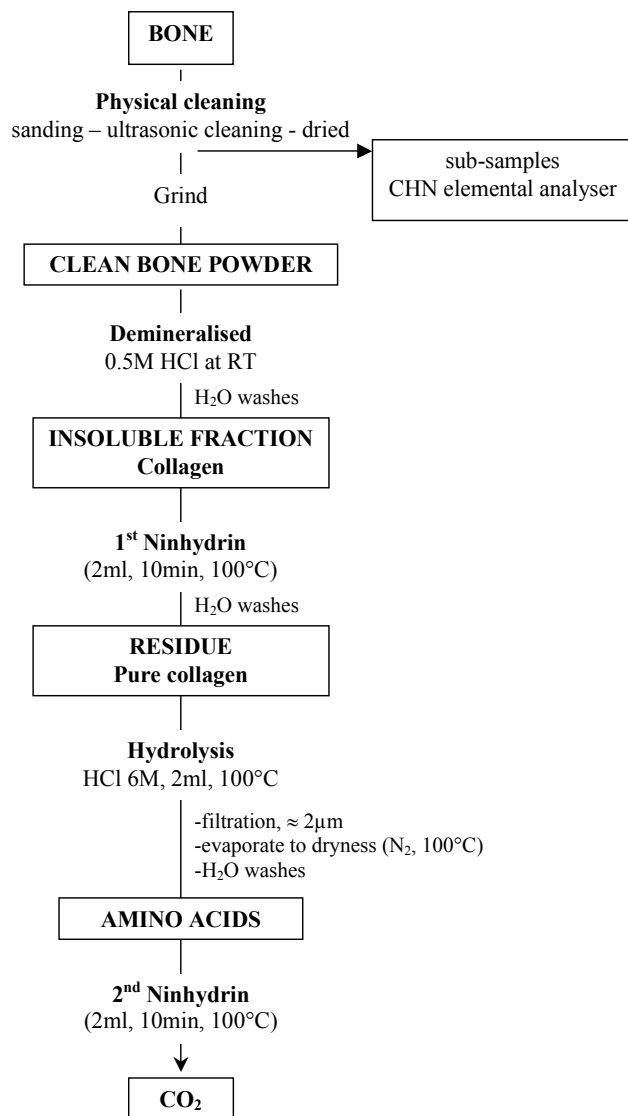 BONE
Physical cleaning
sanding – ultrasonic cleaning - dried
sub-samples
CHN elemental analyser
Grind
CLEAN BONE POWDER
Demineralised
0.5M HCl at RT
H₂O washes
INSOLUBLE FRACTION
Collagen
1ˢᵗ Ninhydrin
(2ml, 10min, 100°C)
H₂O washes
RESIDUE
Pure collagen
Hydrolysis
HCl 6M, 2ml, 100°C
-filtration, ≈ 2µm
-evaporate to dryness (N₂, 100°C)
-H₂O washes
AMINO ACIDS
2ⁿᵈ Ninhydrin
(2ml, 10min, 100°C)
CO₂